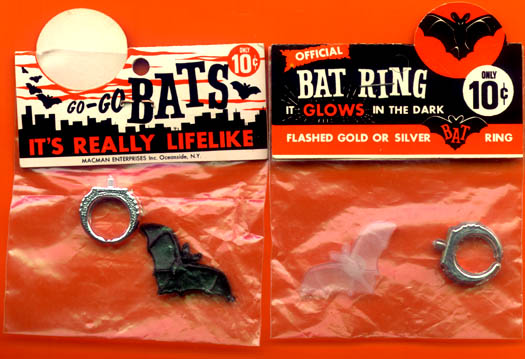 ONLY
10¢
GO-GO BATS
IT'S REALLY LIFELIKE
MACMAN ENTERPRISES Inc. Oceanside, N.Y.
OFFICIAL
BAT RING
IT GLOWS IN THE DARK
ONLY
10¢
FLASHED GOLD OR SILVER BAT RING